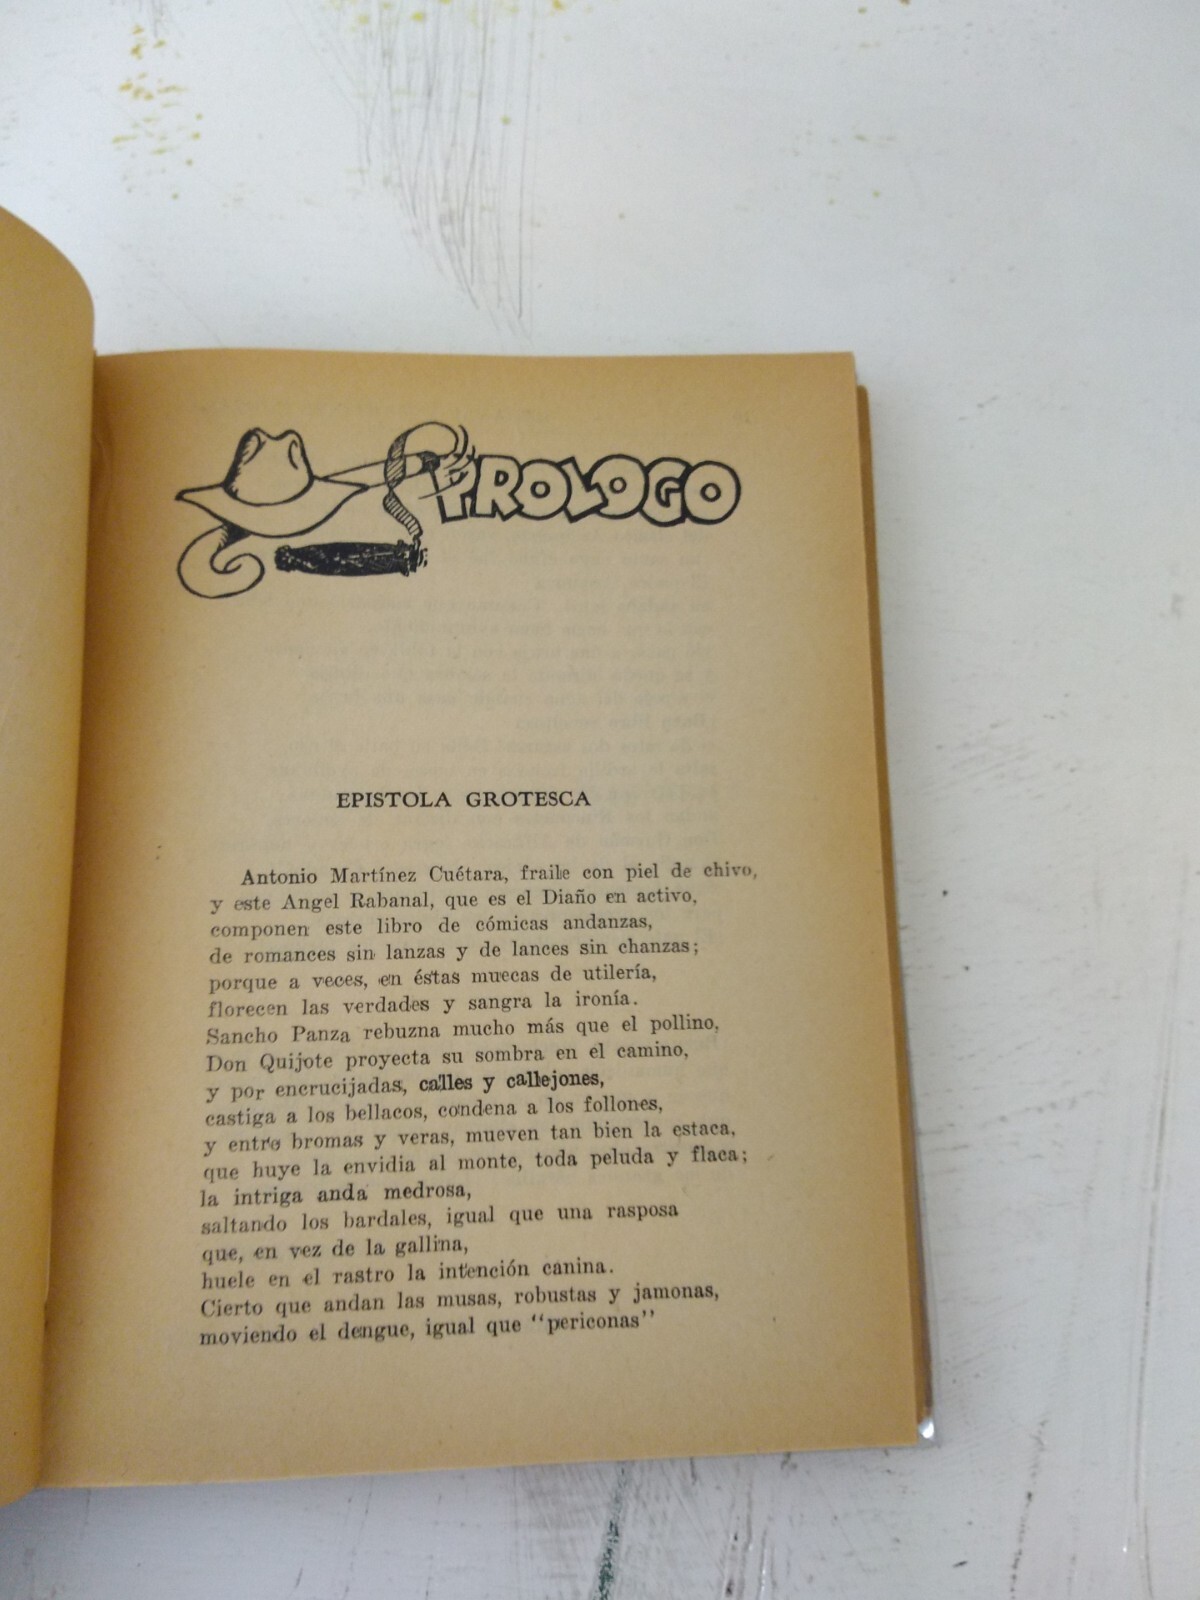 PROLOGO
EPISTOLA GROTESCA
Antonio Martínez Cuétara, fraile con piel de chivo,
y este Angel Rabanal, que es el Diaño en activo,
componen este libro de cómicas andanzas,
de romances sin lanzas y de lances sin chanzas;
porque a veces, en éstas muecas de utilería,
florecen las verdades y sangra la ironía.
Sancho Panza rebuzna mucho más que el pollino,
Don Quijote proyecta su sombra en el camino,
y por encrucijadas, calles y callejones,
castiga a los bellacos, condena a los follones,
y entre bromas y veras, mueven tan bien la estaca,
que huye la envidia al monte, toda peluda y flaca;
la intriga anda medrosa,
saltando los bardales, igual que una rasposa
que, en vez de la gallina,
huele en el rastro la intención canina.
Cierto que andan las musas, robustas y jamonas,
moviendo el dengue, igual que "periconas"